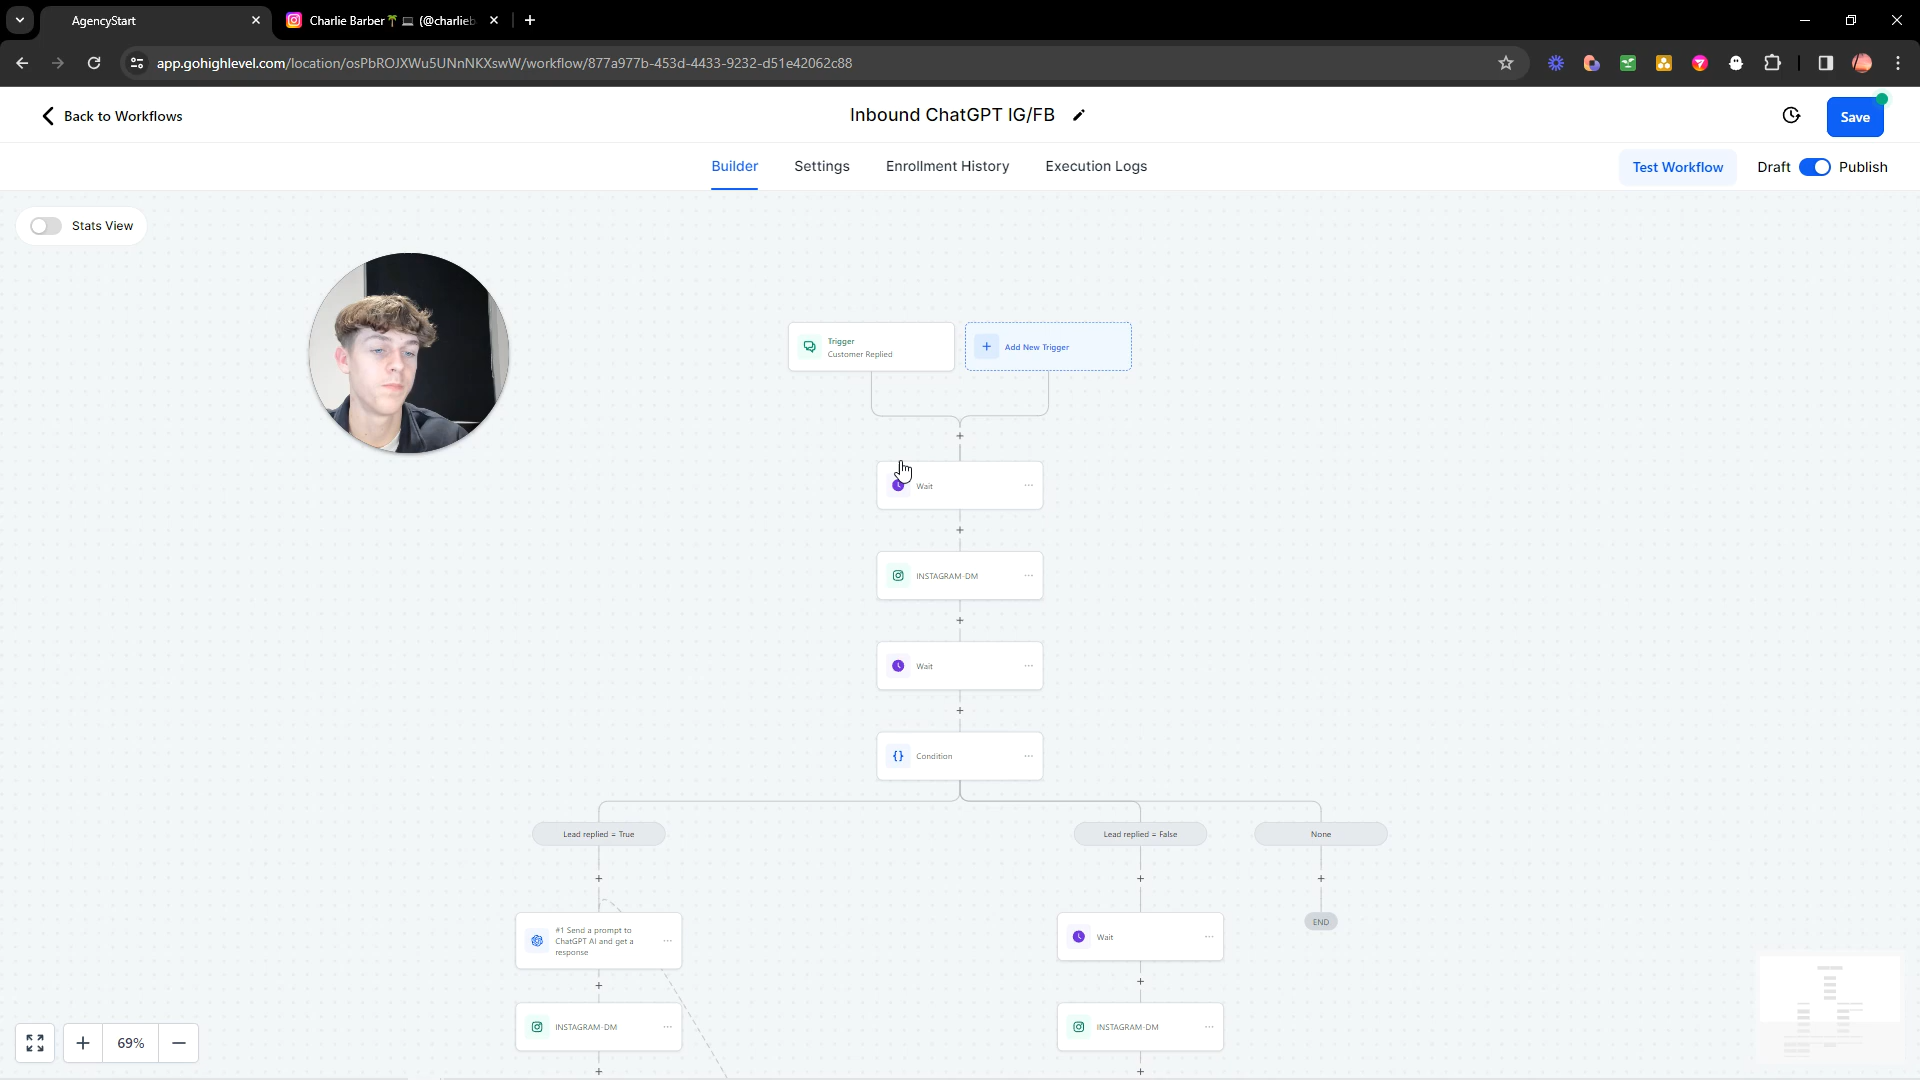 AgencyStart
Charlie Barber🌴💻 (@charlieb
app.gohighlevel.com/location/osPbROJXWu5UNnNKXswW/workflow/877a977b-453d-4433-9232-d51e42062c88
Back to Workflows
Inbound ChatGPT IG/FB
Save
Builder
Settings
Enrollment History
Execution Logs
Test Workflow
Draft
Publish
Stats View
Trigger
Customer Replied
Add New Trigger
Wait
INSTAGRAM-DM
Wait
Condition
Lead replied = True
Lead replied = False
None
#1 Send a prompt to
ChatGPT AI and get a
response
Wait
END
INSTAGRAM-DM
INSTAGRAM-DM
69%